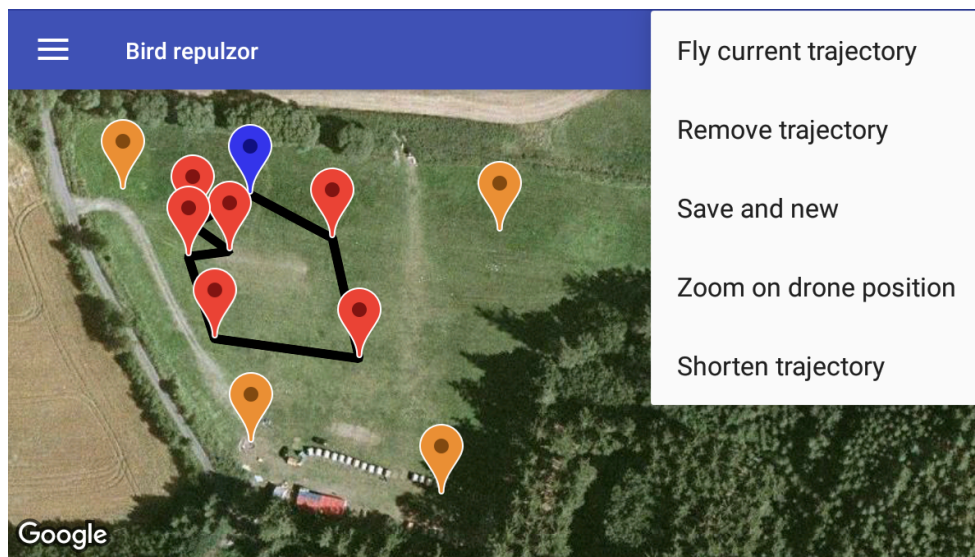 Bird repulzor
Fly current trajectory
Remove trajectory
Save and new
Zoom on drone position
Shorten trajectory
Google